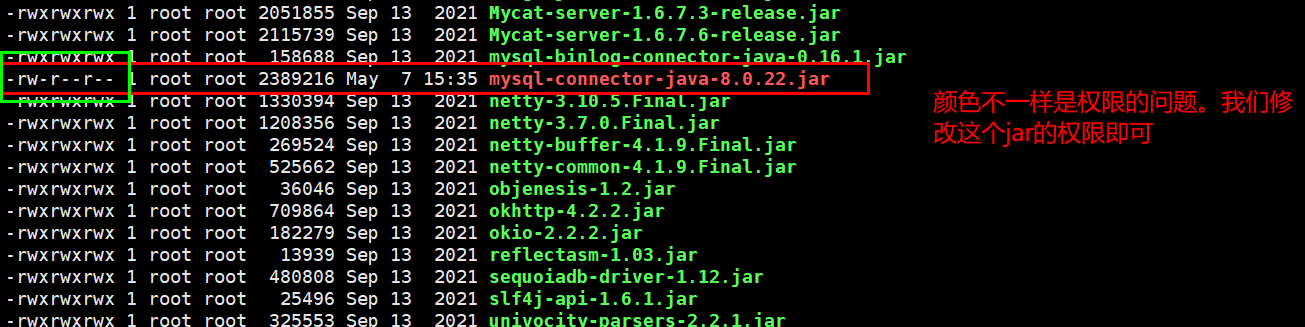 -rwxrwxrwx 1 root root 2051855 Sep 13  2021 Mycat-server-1.6.7.3-release.jar
-rwxrwxrwx 1 root root 2115739 Sep 13  2021 Mycat-server-1.6.7.6-release.jar
-rwxrwxrwx 1 root root  158688 Sep 13  2021 mysql-binlog-connector-java-0.16.1.jar
-rw-r--r-- 1 root root 2389216 May  7 15:35 mysql-connector-java-8.0.22.jar
-rwxrwxrwx 1 root root 1330394 Sep 13  2021 netty-3.10.5.Final.jar
-rwxrwxrwx 1 root root 1208356 Sep 13  2021 netty-3.7.0.Final.jar
-rwxrwxrwx 1 root root  269524 Sep 13  2021 netty-buffer-4.1.9.Final.jar
-rwxrwxrwx 1 root root  525662 Sep 13  2021 netty-common-4.1.9.Final.jar
-rwxrwxrwx 1 root root   36046 Sep 13  2021 objenesis-1.2.jar
-rwxrwxrwx 1 root root  709864 Sep 13  2021 okhttp-4.2.2.jar
-rwxrwxrwx 1 root root  182279 Sep 13  2021 okio-2.2.2.jar
-rwxrwxrwx 1 root root   13939 Sep 13  2021 reflectasm-1.03.jar
-rwxrwxrwx 1 root root  480808 Sep 13  2021 sequoiadb-driver-1.12.jar
-rwxrwxrwx 1 root root   25496 Sep 13  2021 slf4j-api-1.6.1.jar
-rwxrwxrwx 1 root root  325553 Sep 13  2021 univocity-parsers-2.2.1.jar
颜色不一样是权限的问题。我们修
改这个jar的权限即可